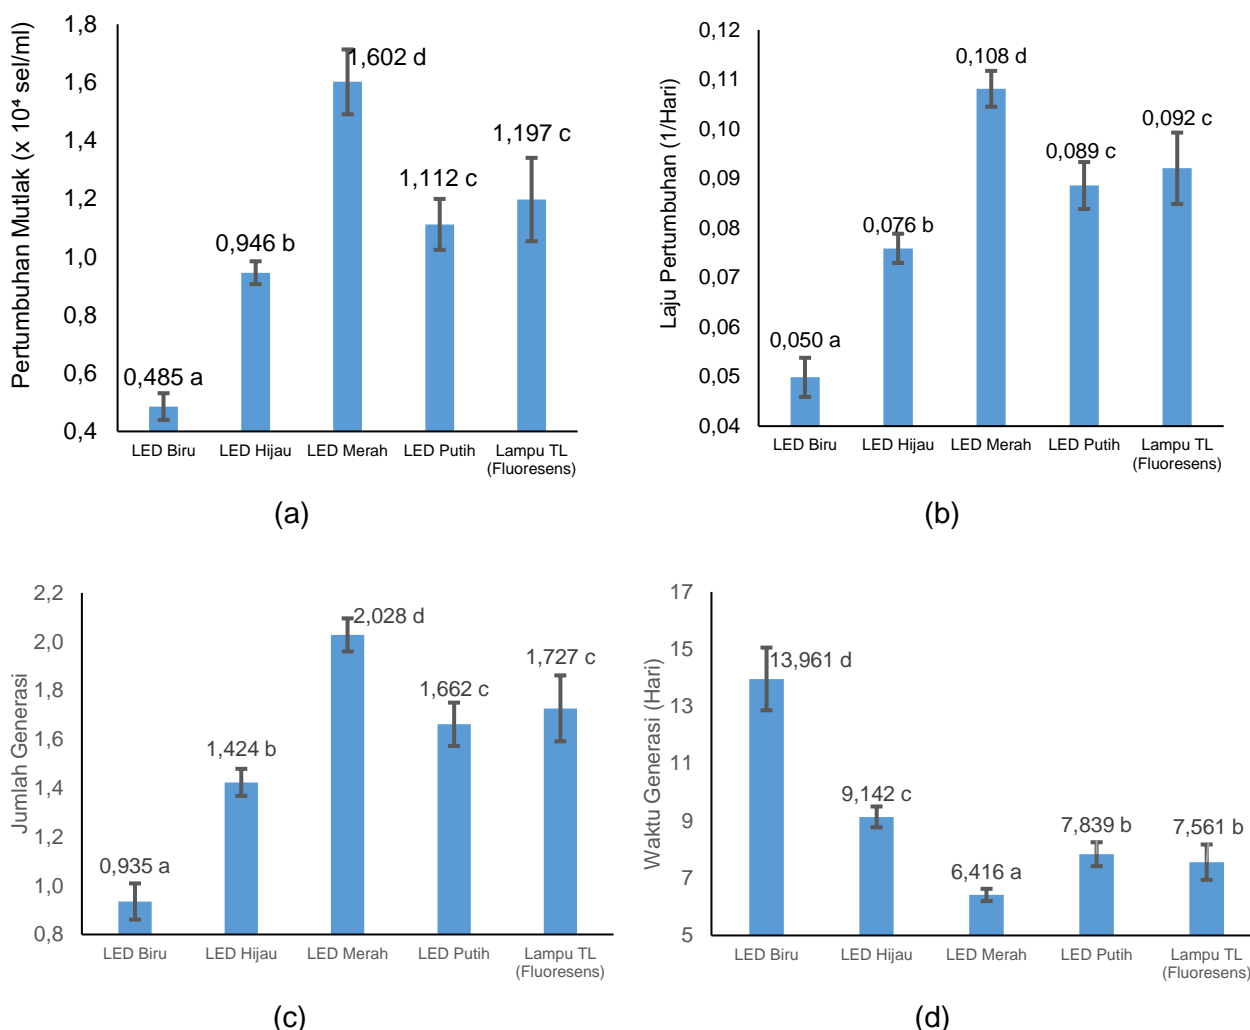 Pertumbuhan Mutlak (x 10⁴ sel/ml)
1,8
1,6
1,4
1,2
1,0
0,8
0,6
0,4
0,485 a
0,946 b
1,602 d
1,112 c
1,197 c
LED Biru
LED Hijau
LED Merah
LED Putih
Lampu TL
(Fluoresens)
(a)
Laju Pertumbuhan (1/Hari)
0,12
0,11
0,10
0,09
0,08
0,07
0,06
0,05
0,04
0,050 a
0,076 b
0,108 d
0,089 c
0,092 c
LED Biru
LED Hijau
LED Merah
LED Putih
Lampu TL
(Fluoresens)
(b)
Jumlah Generasi
2,2
2,0
1,8
1,6
1,4
1,2
1,0
0,8
0,935 a
1,424 b
2,028 d
1,662 c
1,727 c
LED Biru
LED Hijau
LED Merah
LED Putih
Lampu TL
(Fluoresens)
(c)
Waktu Generasi (Hari)
17
15
13
11
9
7
5
13,961 d
9,142 c
6,416 a
7,839 b
7,561 b
LED Biru
LED Hijau
LED Merah
LED Putih
Lampu TL
(Fluoresens)
(d)